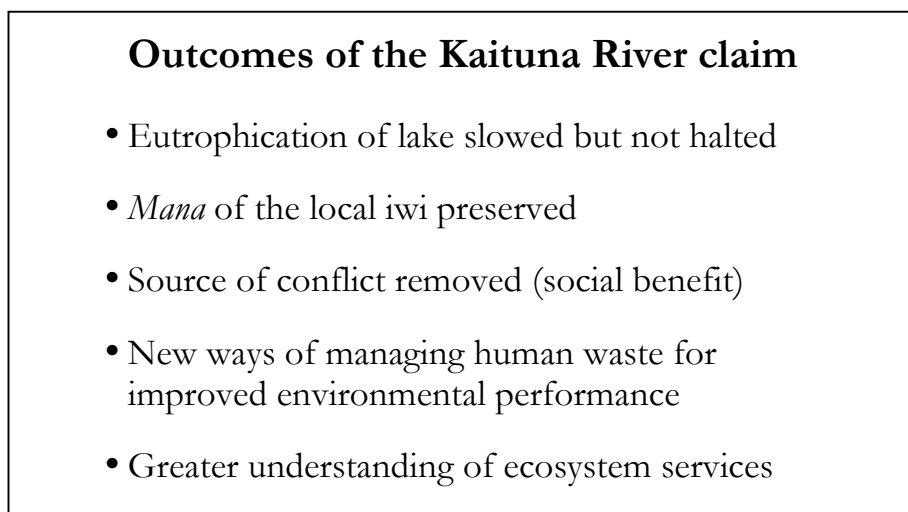 Outcomes of the Kaituna River claim
• Eutrophication of lake slowed but not halted
• Mana of the local iwi preserved
• Source of conflict removed (social benefit)
• New ways of managing human waste for
improved environmental performance
• Greater understanding of ecosystem services